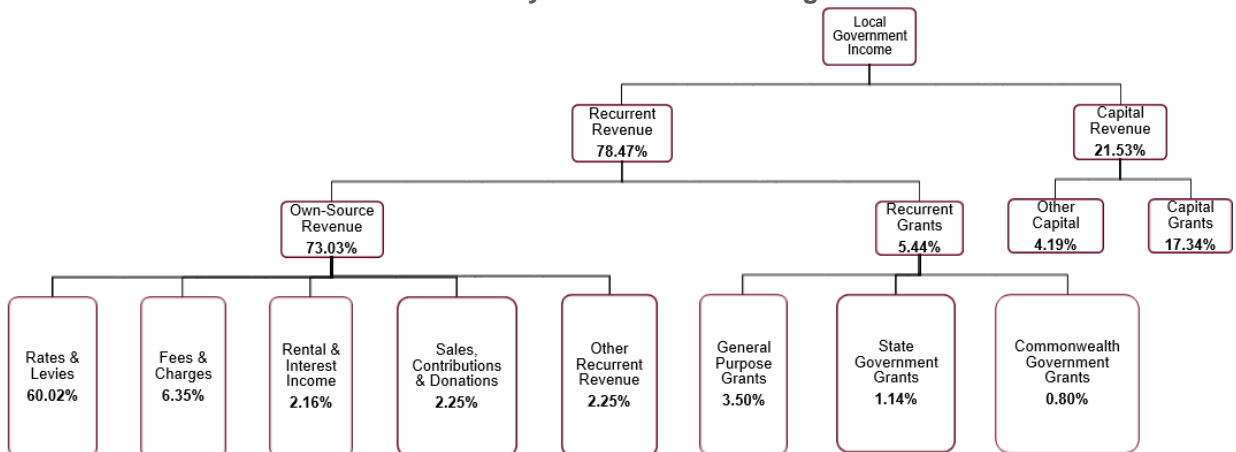 Local
Government
Income
Recurrent
Revenue
78.47%
Capital
Revenue
21.53%
Own-Source
Revenue
73.03%
Recurrent
Grants
5.44%
Other
Capital
4.19%
Capital
Grants
17.34%
Rates &
Levies
60.02%
Fees &
Charges
6.35%
Rental &
Interest
Income
2.16%
Sales,
Contributions
& Donations
2.25%
Other
Recurrent
Revenue
2.25%
General
Purpose
Grants
3.50%
State
Government
Grants
1.14%
Commonwealth
Government
Grants
0.80%